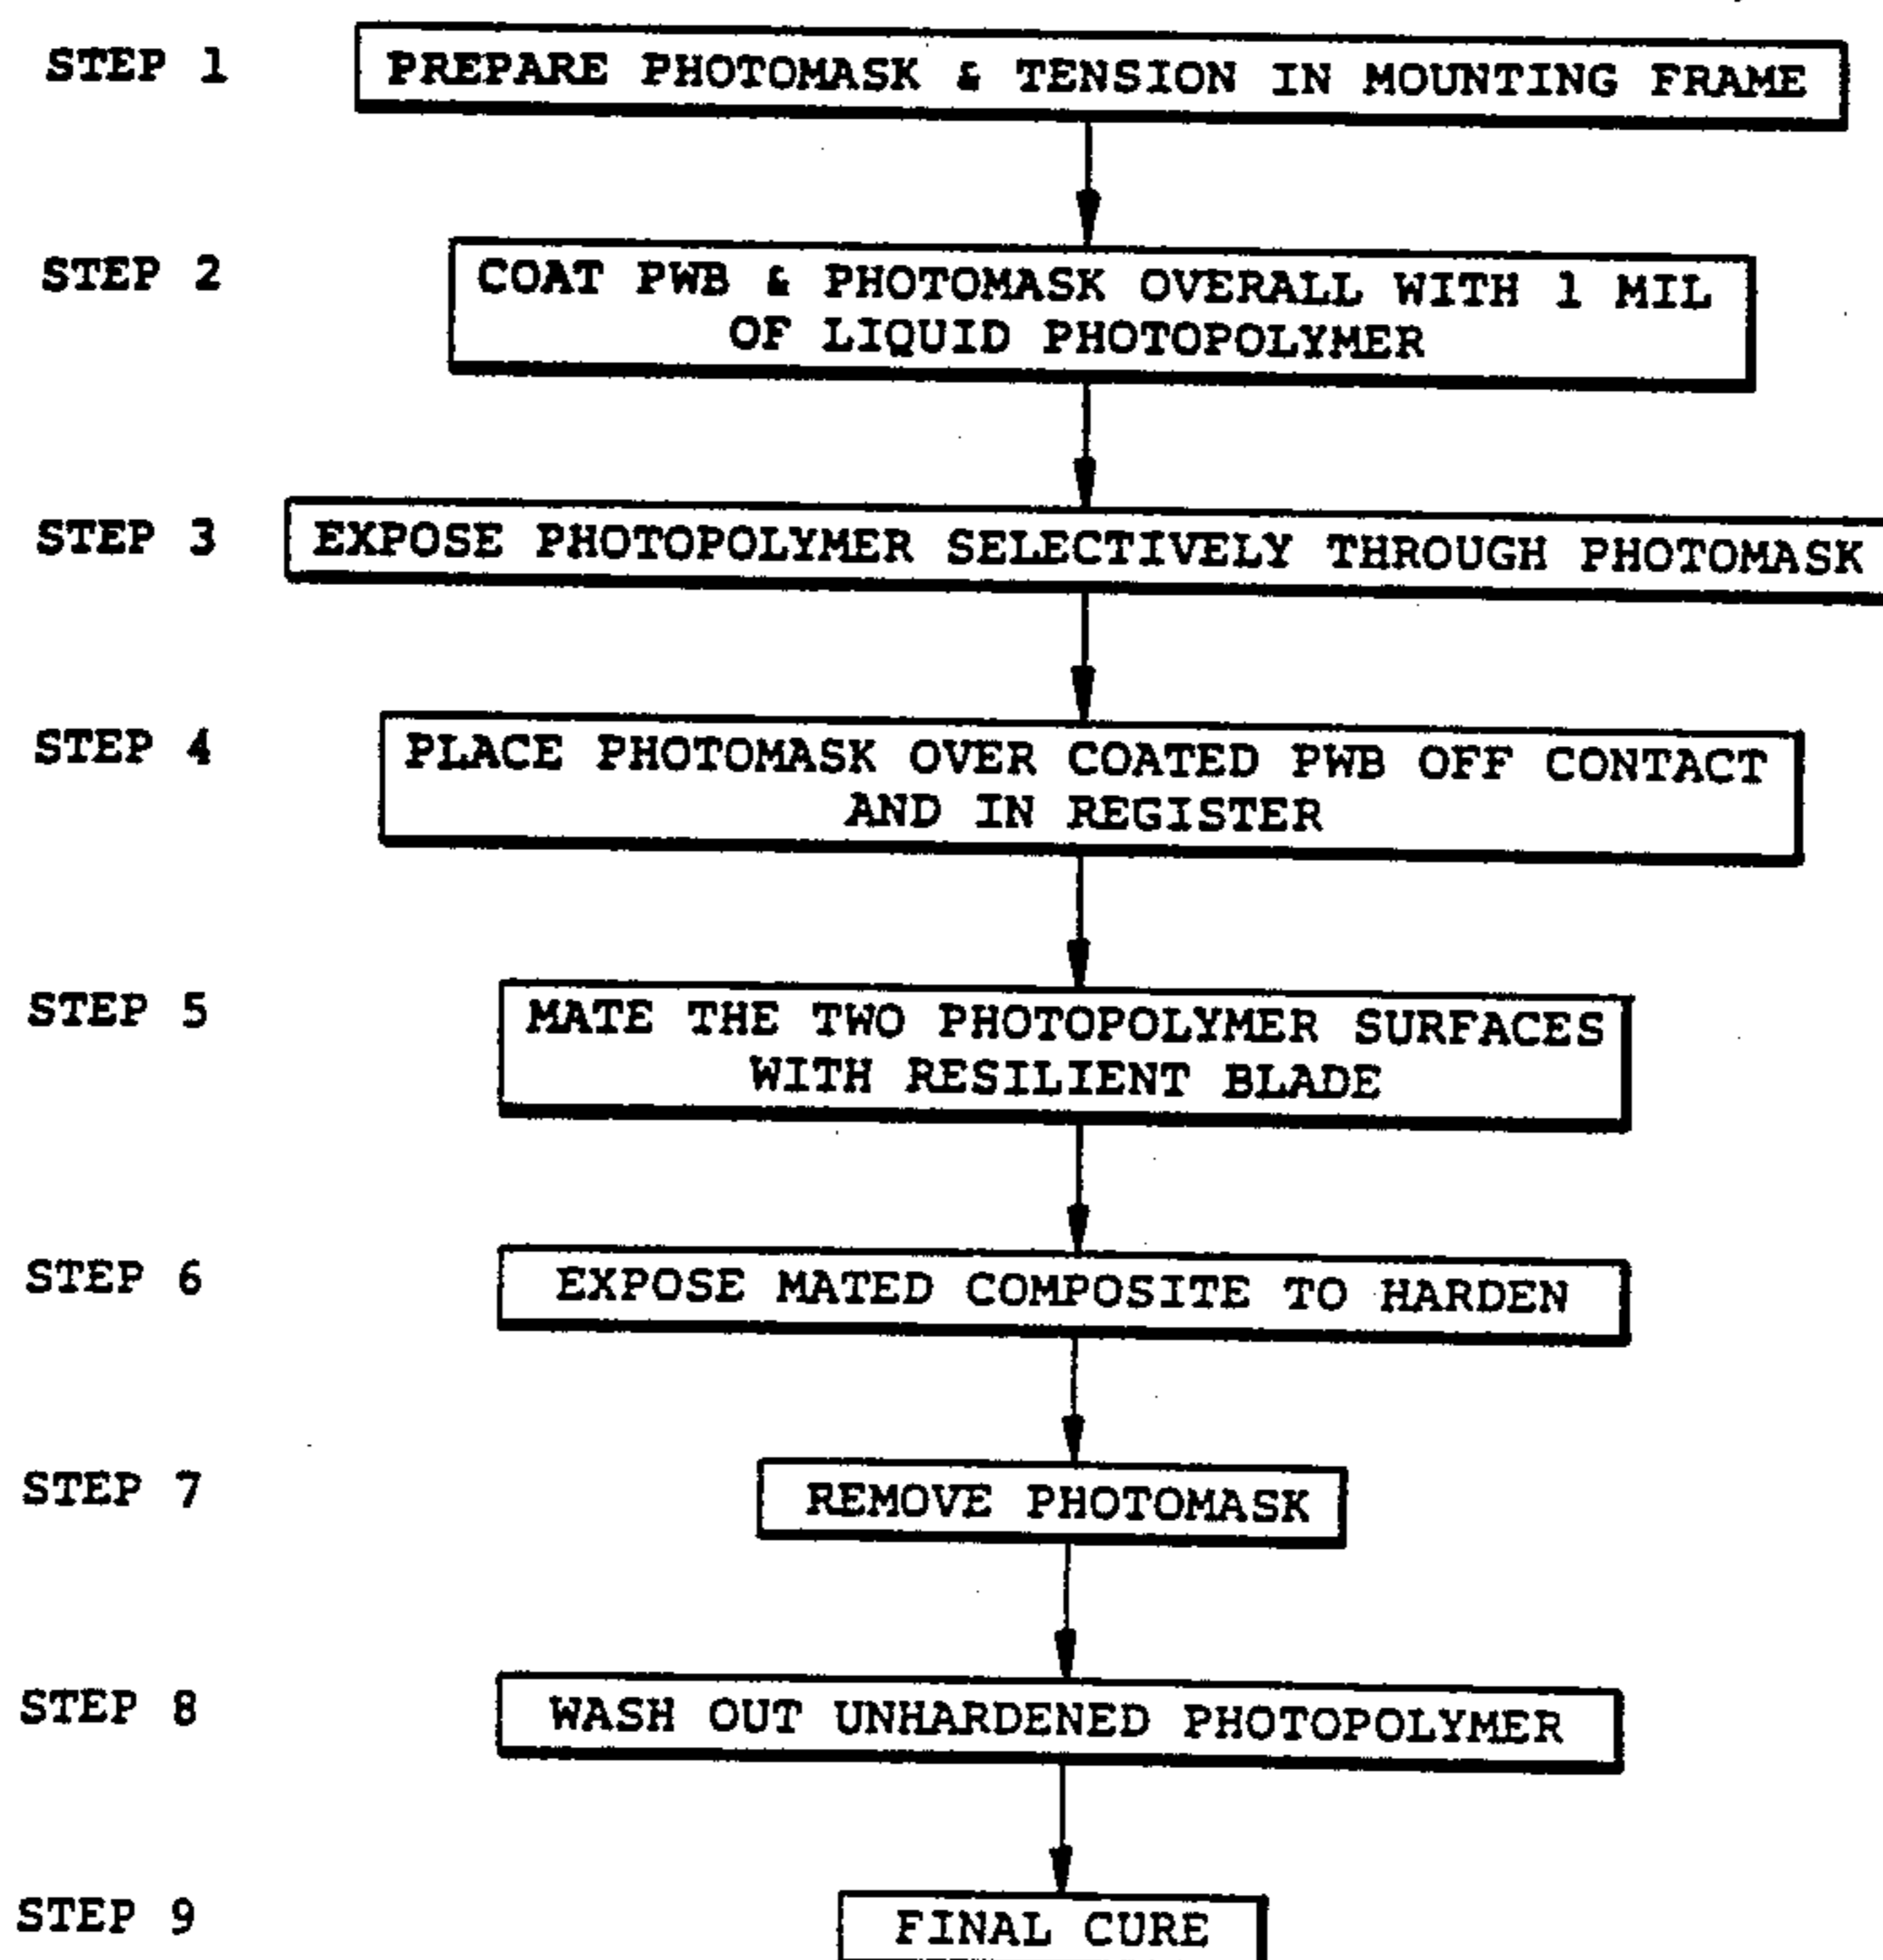 STEP 1
PREPARE PHOTOMASK & TENSION IN MOUNTING FRAME
STEP 2
COAT PWB & PHOTOMASK OVERALL WITH 1 MIL
OF LIQUID PHOTOPOLYMER
STEP 3
EXPOSE PHOTOPOLYMER SELECTIVELY THROUGH PHOTOMASK
STEP 4
PLACE PHOTOMASK OVER COATED PWB OFF CONTACT
AND IN REGISTER
STEP 5
MATE THE TWO PHOTOPOLYMER SURFACES
WITH RESILIENT BLADE
STEP 6
EXPOSE MATED COMPOSITE TO HARDEN
STEP 7
REMOVE PHOTOMASK
STEP 8
WASH OUT UNHARDENED PHOTOPOLYMER
STEP 9
FINAL CURE